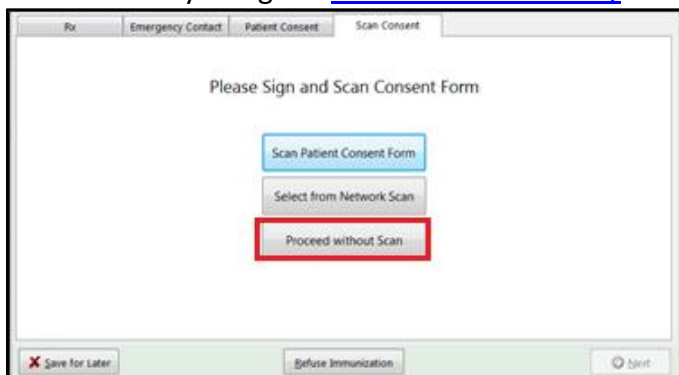 Rx Emergency Contact Patient Consent Scan Consent
Please Sign and Scan Consent Form
Scan Patient Consent Form
Select from Network Scan
Proceed without Scan
Save for Later Refuse Immunization Next